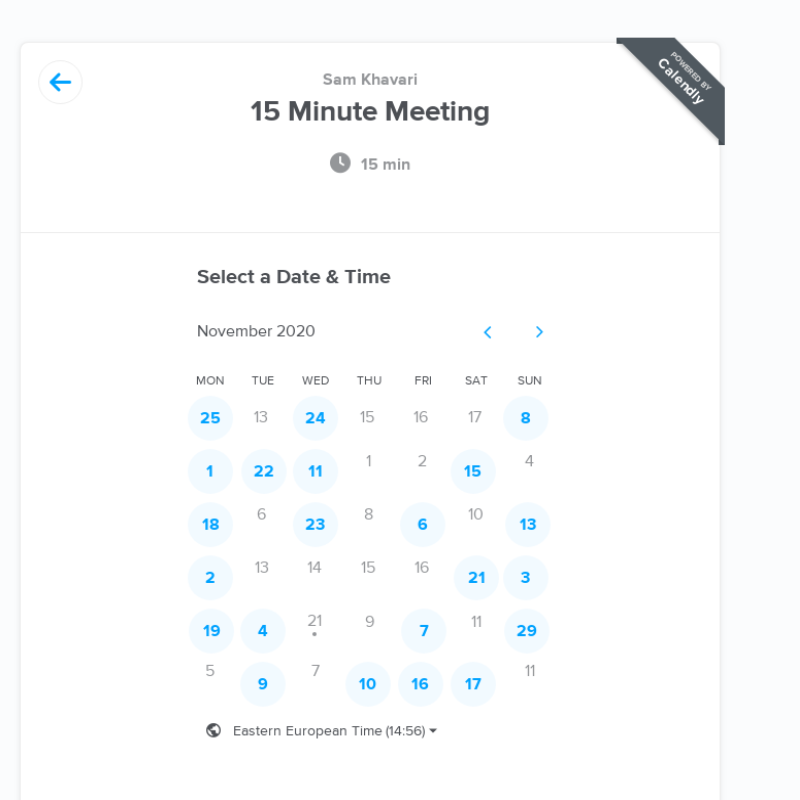 POWERED BY
Calendly
Sam Khavari
15 Minute Meeting
15 min
Select a Date & Time
November 2020
MON TUE WED THU FRI SAT SUN
25 13 24 15 16 17 8
1 22 11 1 2 15 4
18 6 23 8 6 10 13
2 13 14 15 16 21 3
19 4 21 9 7 11 29
5 9 7 10 16 17 11
Eastern European Time (14:56)